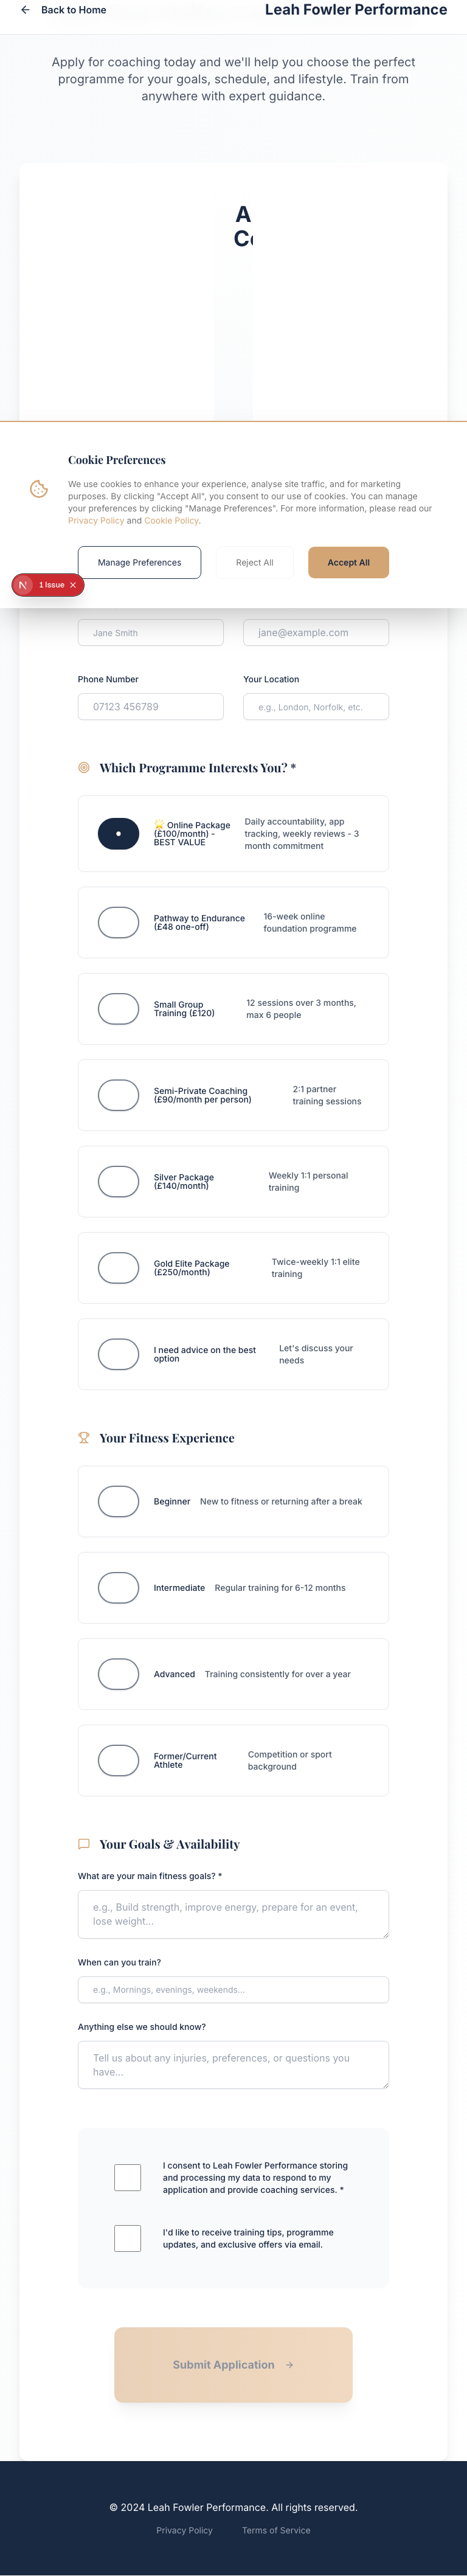 Back to Home
Leah Fowler Performance
Apply for coaching today and we'll help you choose the perfect
programme for your goals, schedule, and lifestyle. Train from
anywhere with expert guidance.
A
Cookie Preferences
We use cookies to enhance your experience, analyse site traffic, and for marketing
purposes. By clicking "Accept All", you consent to our use of cookies. You can manage
your preferences by clicking "Manage Preferences". For more information, please read our
Privacy Policy and Cookie Policy.
Manage Preferences
Reject All
Accept All
N 1 Issue
Jane Smith
jane@example.com
Phone Number
Your Location
07123 456789
e.g., London, Norfolk, etc.
Which Programme Interests You? *
Online Package
(£100/month) -
BEST VALUE
Daily accountability, app
tracking, weekly reviews - 3
month commitment
Pathway to Endurance
(£48 one-off)
16-week online
foundation programme
Small Group
Training (£120)
12 sessions over 3 months,
max 6 people
Semi-Private Coaching
(£90/month per person)
2:1 partner
training sessions
Silver Package
(£140/month)
Weekly 1:1 personal
training
Gold Elite Package
(£250/month)
Twice-weekly 1:1 elite
training
I need advice on the best
option
Let's discuss your
needs
Your Fitness Experience
Beginner
New to fitness or returning after a break
Intermediate
Regular training for 6-12 months
Advanced
Training consistently for over a year
Former/Current
Athlete
Competition or sport
background
Your Goals & Availability
What are your main fitness goals? *
e.g., Build strength, improve energy, prepare for an event,
lose weight...
When can you train?
e.g., Mornings, evenings, weekends...
Anything else we should know?
Tell us about any injuries, preferences, or questions you
have...
I consent to Leah Fowler Performance storing
and processing my data to respond to my
application and provide coaching services. *
I'd like to receive training tips, programme
updates, and exclusive offers via email.
Submit Application
© 2024 Leah Fowler Performance. All rights reserved.
Privacy Policy
Terms of Service